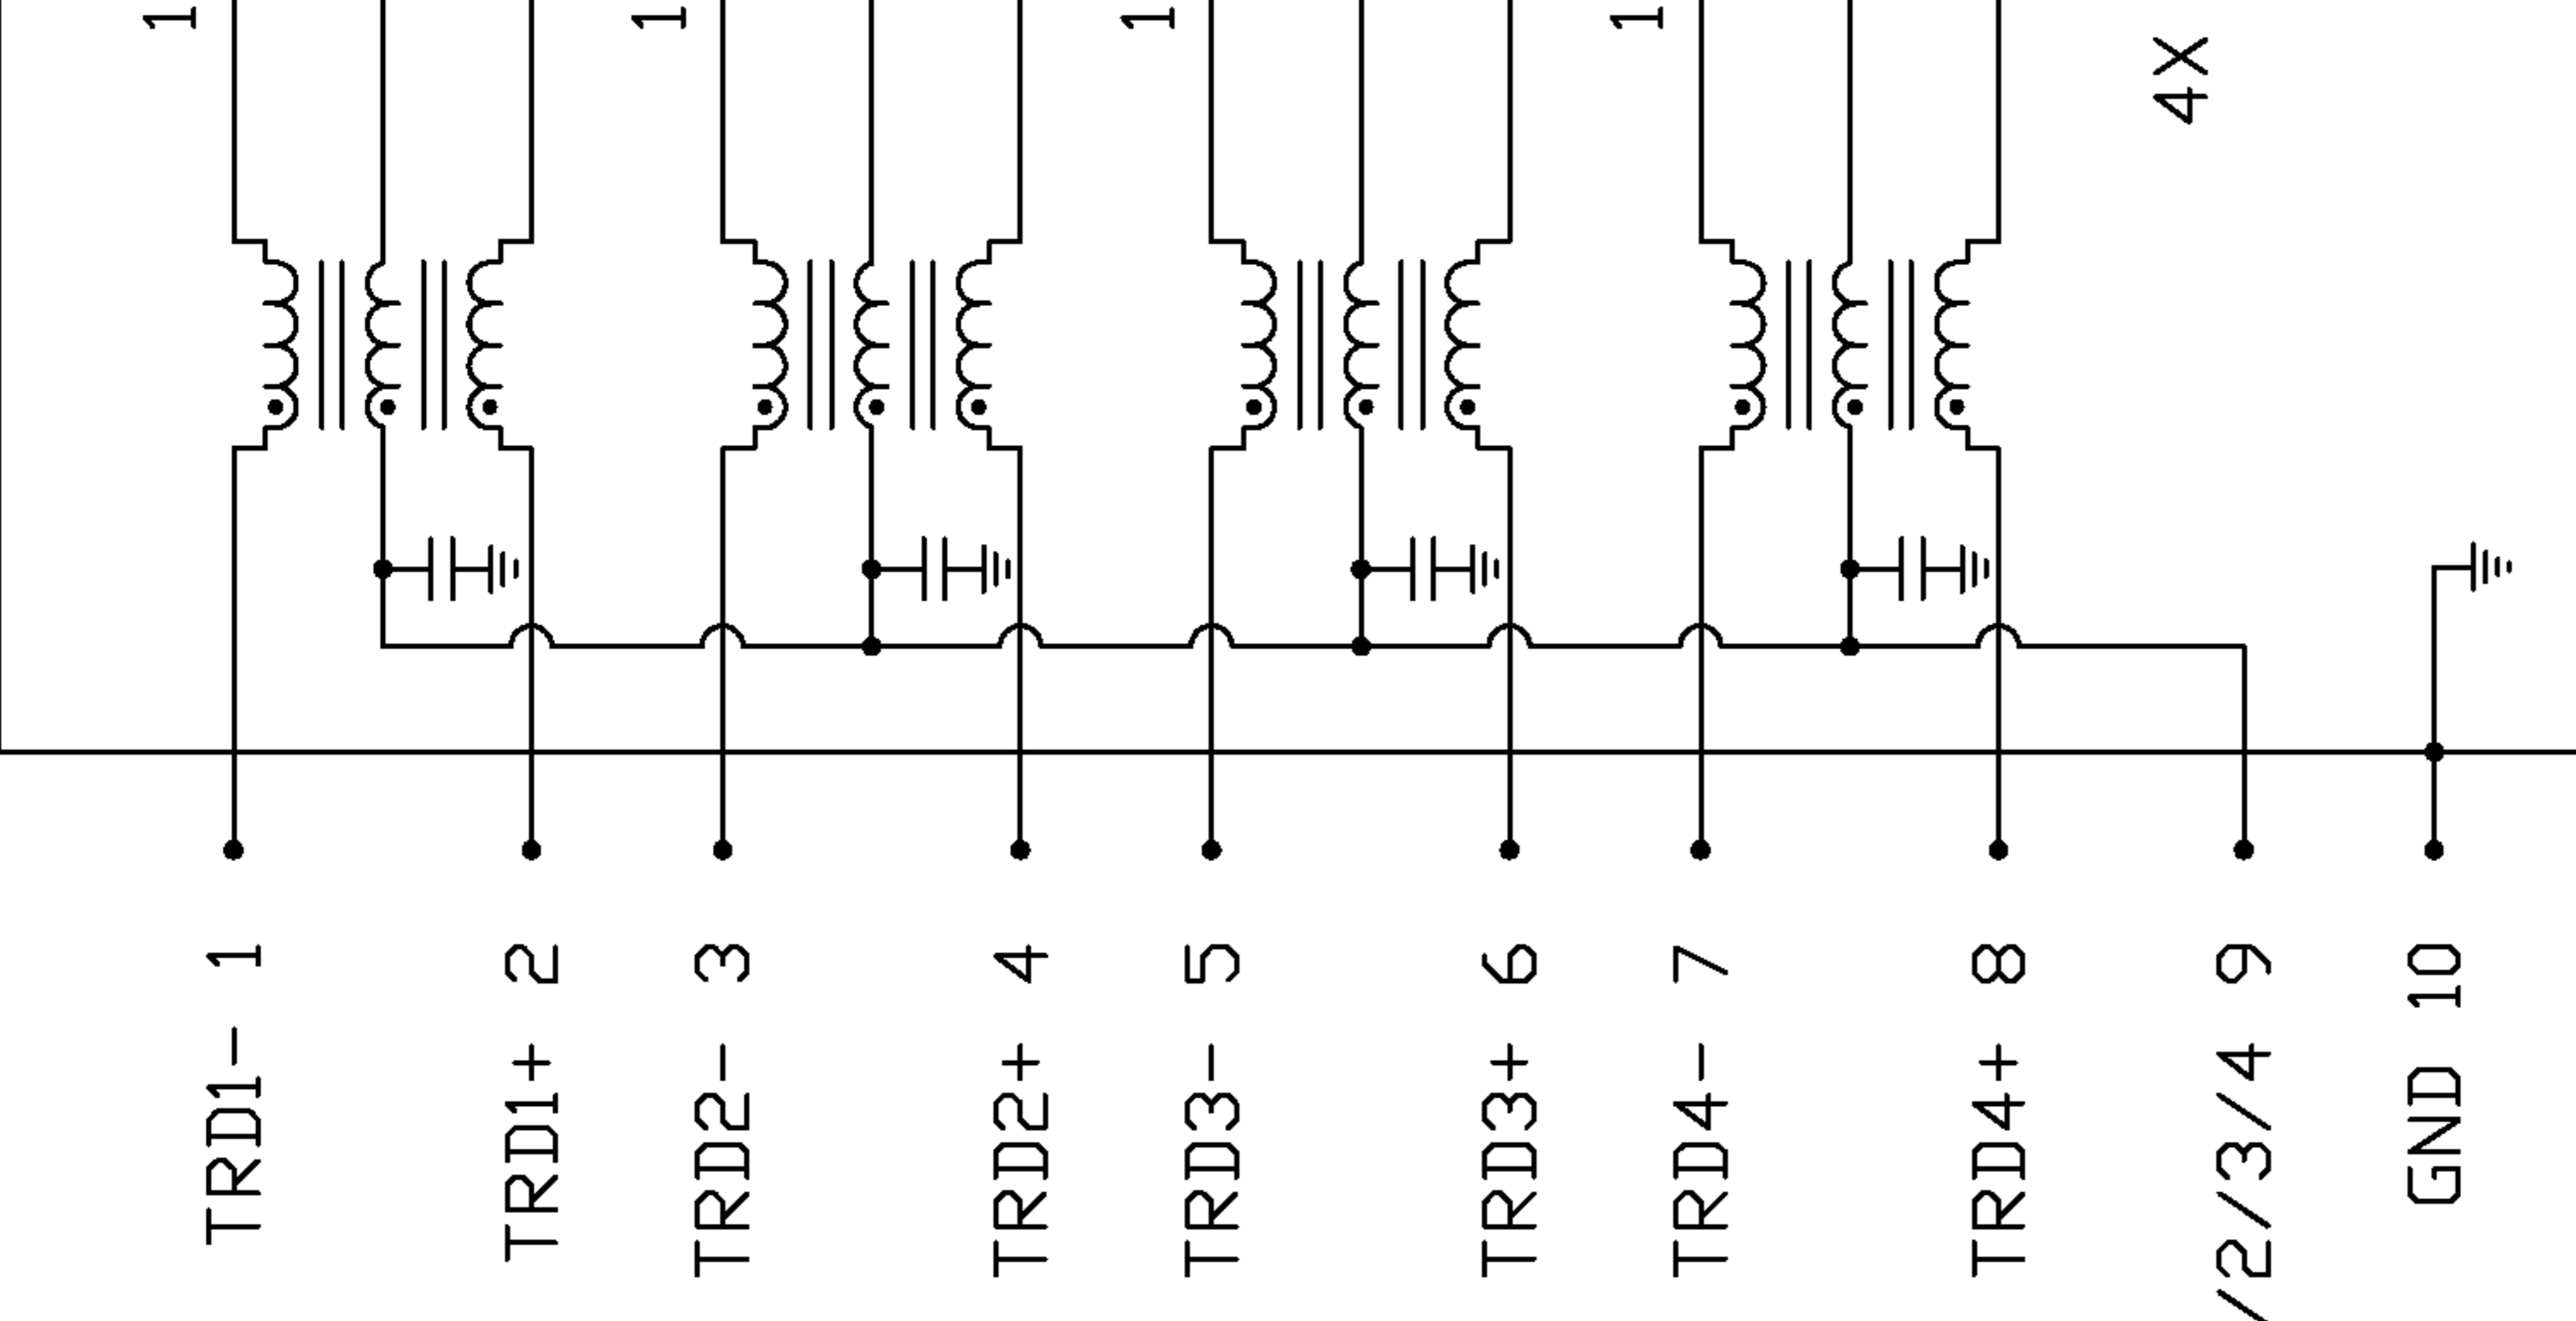 1
1
1
1
4X
TRD1- 1
TRD1+ 2
TRD2- 3
TRD2+ 4
TRD3- 5
TRD3+ 6
TRD4- 7
TRD4+ 8
/2/3/4 9
GND 10